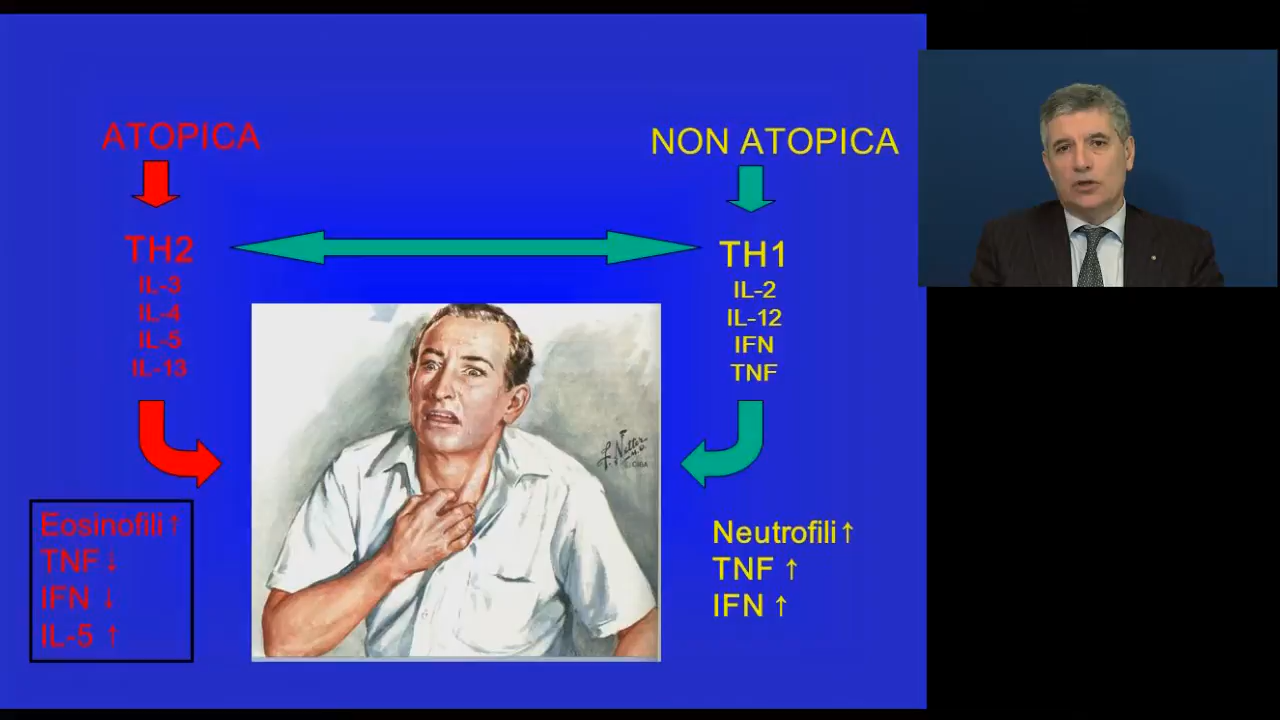 ATOPICA
TH2
IL-3
IL-4
IL-5
IL-13
Eosinofili ↑
TNF ↓
IFN ↓
IL-5 ↑
NON ATOPICA
TH1
IL-2
IL-12
IFN
TNF
Neutrofili ↑
TNF ↑
IFN ↑
F. Netter
M.D.